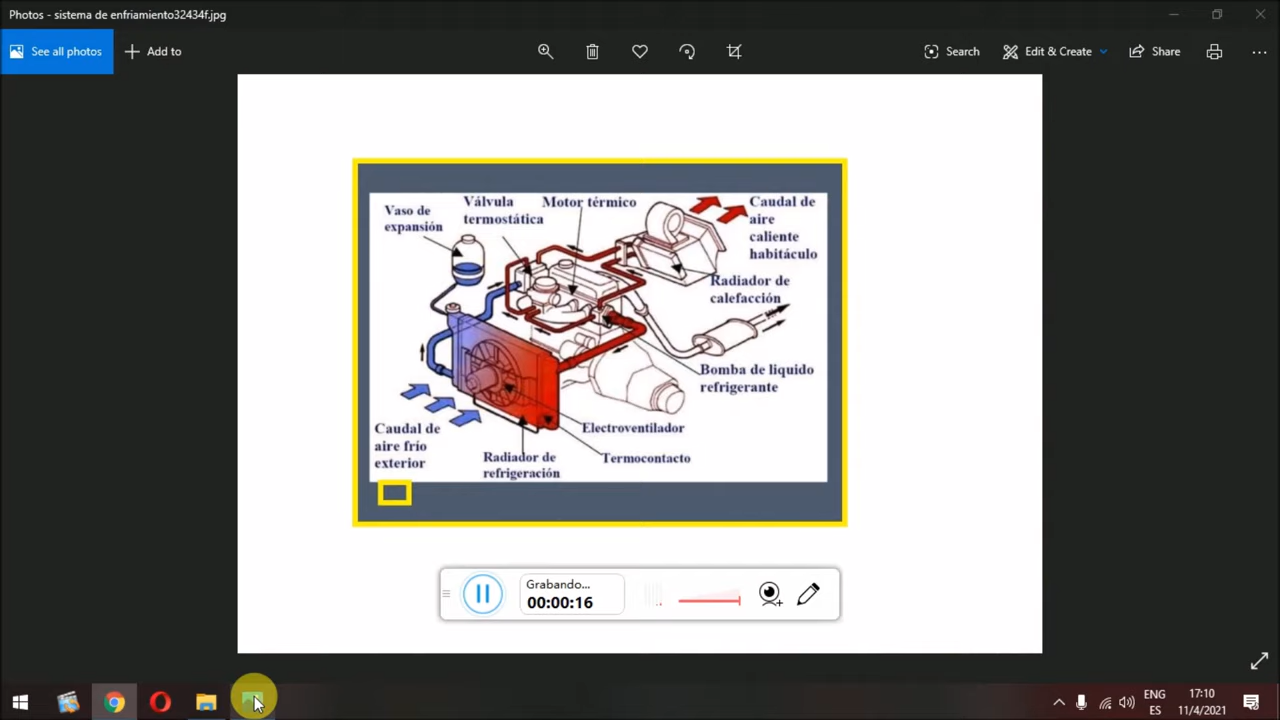 Photos - sistema de enfriamiento32434f.jpg
See all photos
Add to
Search
Edit & Create
Share
Vaso de
expansión
Válvula
termostática
Motor térmico
Caudal de
aire
caliente
habitáculo
Radiador de
calefacción
Bomba de liquido
refrigerante
Electroventilador
Termocontacto
Radiador de
refrigeración
Caudal de
aire frío
exterior
Grabando...
00:00:16
ENG
ES
17:10
11/4/2021